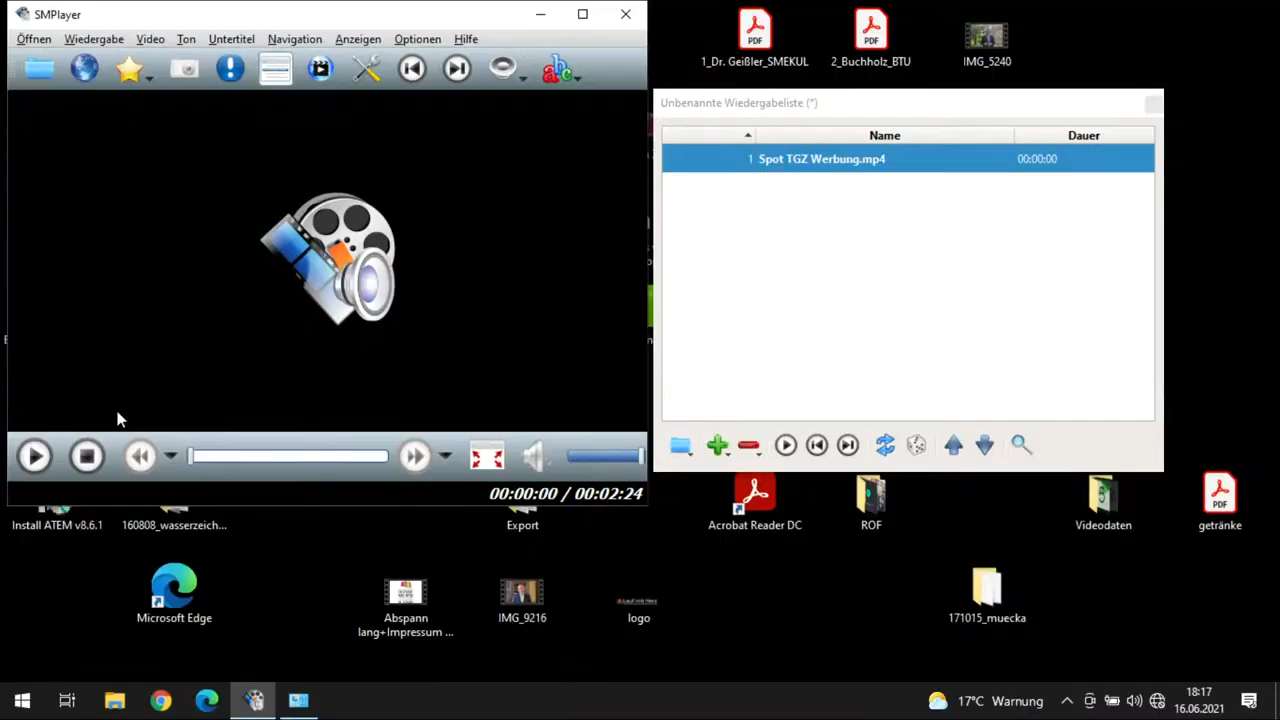 SMPlayer
Öffnen Wiedergabe Video Ton Untertitel Navigation Anzeigen Optionen Hilfe
abc
00:00:00 / 00:02:24
1_Dr. Geißler_SMEKUL
2_Buchholz_BTU
IMG_5240
Unbenannte Wiedergabeliste (*)
Name Dauer
1 Spot TGZ Werbung.mp4 00:00:00
Install ATEM v8.6.1
160808_wasserzeich...
Export
Acrobat Reader DC
ROF
Videodaten
PDF
getränke
Microsoft Edge
Abspann
lang+Impressum ...
IMG_9216
logo
171015_muecka
17°C Warnung
18:17
16.06.2021